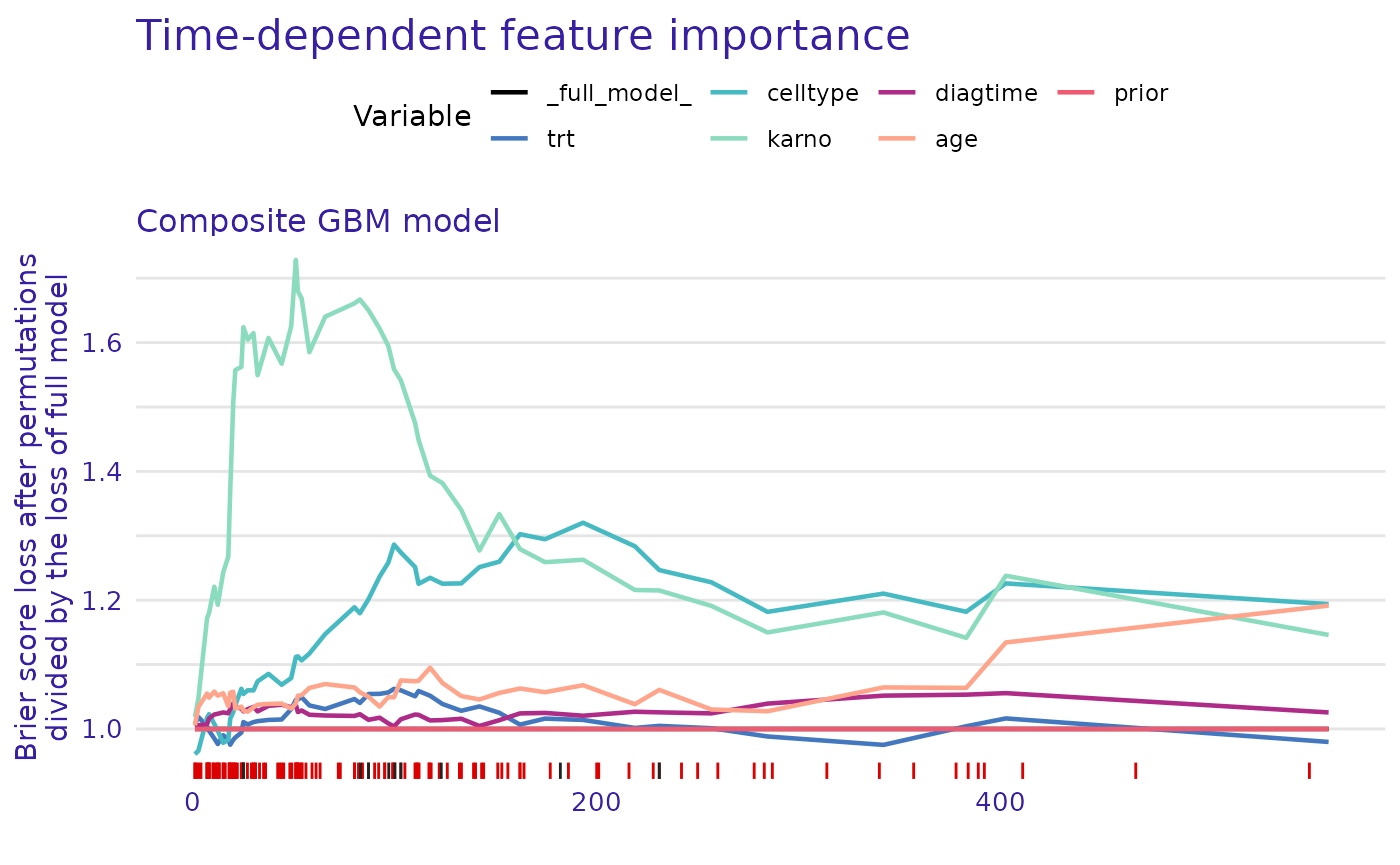 Time-dependent feature importance
Variable
_full_model_ celltype diagtime prior
trt karno age
Composite GBM model
Brier score loss after permutations
divided by the loss of full model
1.6
1.4
1.2
1.0
0 200 400